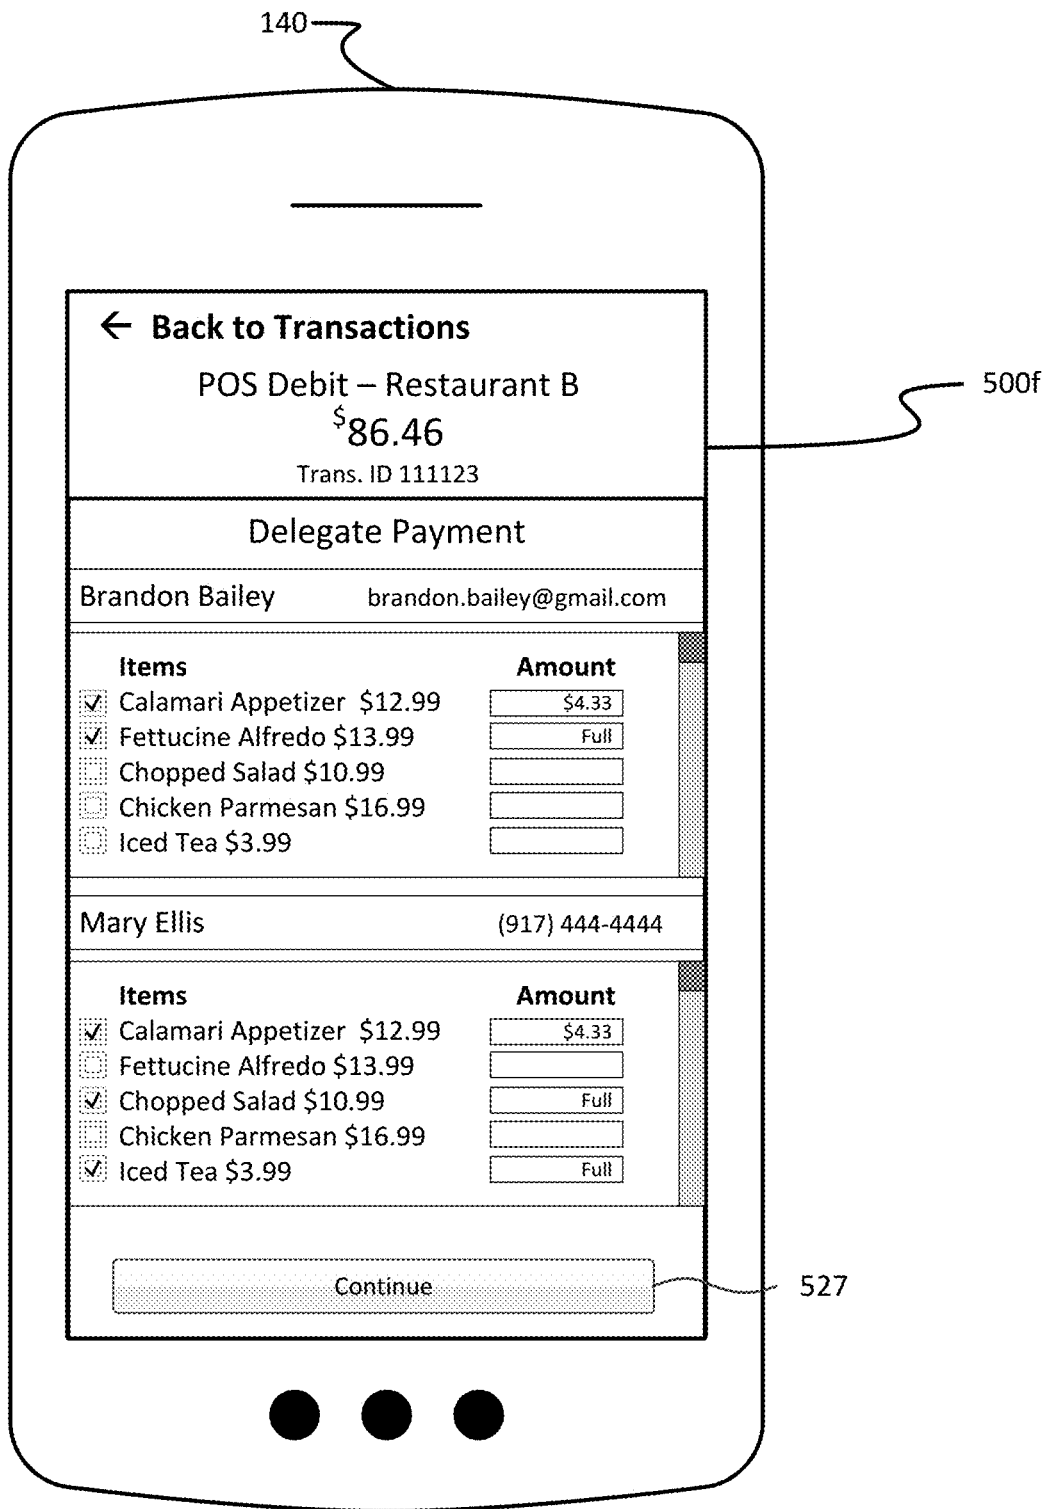 140
← Back to Transactions
POS Debit – Restaurant B
$86.46
500f
Trans. ID 111123
Delegate Payment
Brandon Bailey brandon.bailey@gmail.com
Items Amount
Calamari Appetizer $12.99 $4.33
Fettucine Alfredo $13.99 Full
Chopped Salad $10.99
Chicken Parmesan $16.99
Iced Tea $3.99
Mary Ellis (917) 444-4444
Items Amount
Calamari Appetizer $12.99 $4.33
Fettucine Alfredo $13.99
Chopped Salad $10.99 Full
Chicken Parmesan $16.99
Iced Tea $3.99 Full
Continue
527